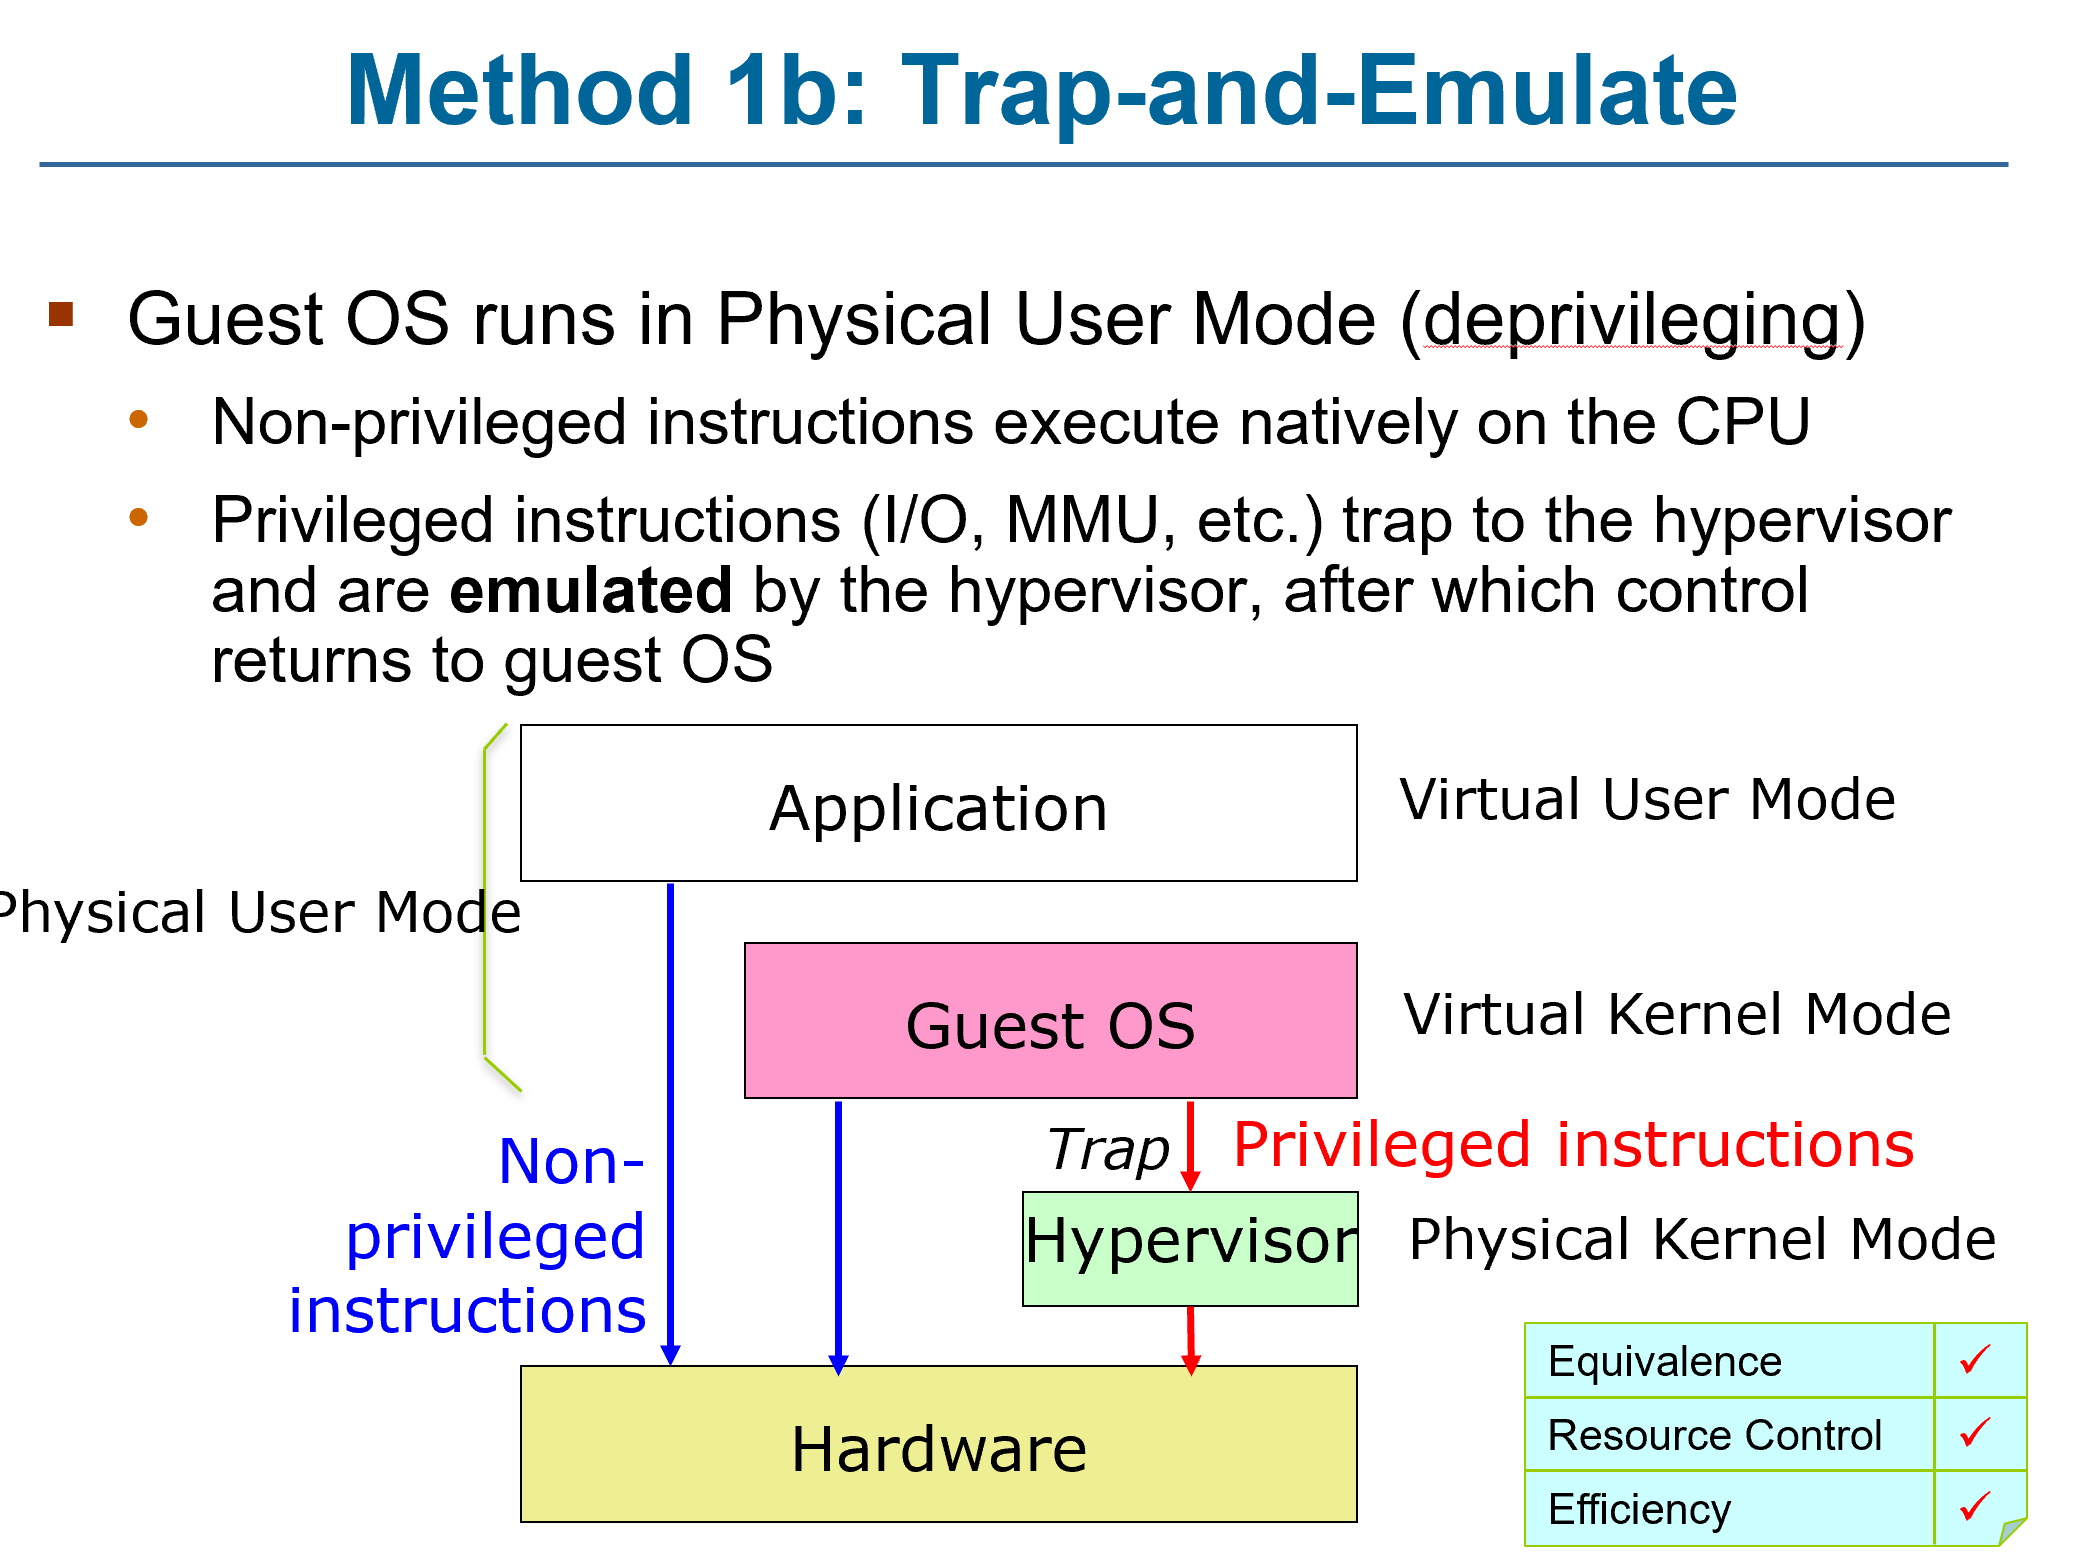 Method 1b: Trap-and-Emulate
Guest OS runs in Physical User Mode (deprivileging)
Non-privileged instructions execute natively on the CPU
Privileged instructions (I/O, MMU, etc.) trap to the hypervisor
and are emulated by the hypervisor, after which control
returns to guest OS
Application
Virtual User Mode
Physical User Mode
Guest OS
Virtual Kernel Mode
Trap
Privileged instructions
Non-
privileged
instructions
Hypervisor
Physical Kernel Mode
Hardware
Equivalence ✓
Resource Control ✓
Efficiency ✓